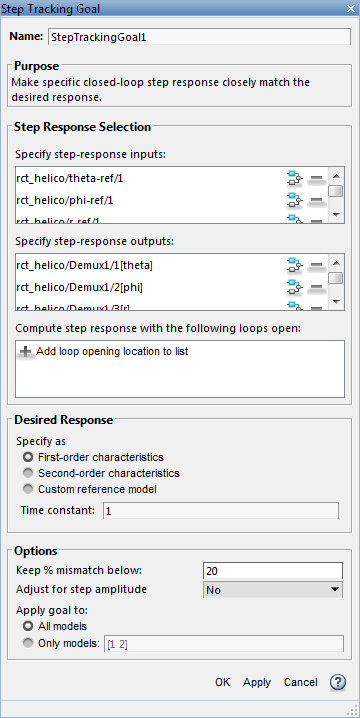 Step Tracking Goal
Name: StepTrackingGoal1
Purpose
Make specific closed-loop step response closely match the
desired response.
Step Response Selection
Specify step-response inputs:
rct_helico/theta-ref/1
rct_helico/phi-ref/1
rct_helico/r-ref/1
Specify step-response outputs:
rct_helico/Demux1/1[theta]
rct_helico/Demux1/2[phi]
rct_helico/Demux1/3[r]
Compute step response with the following loops open:
Add loop opening location to list
Desired Response
Specify as
First-order characteristics
Second-order characteristics
Custom reference model
Time constant: 1
Options
Keep % mismatch below: 20
Adjust for step amplitude No
Apply goal to:
All models
Only models: [1 2]
OK Apply Cancel ?